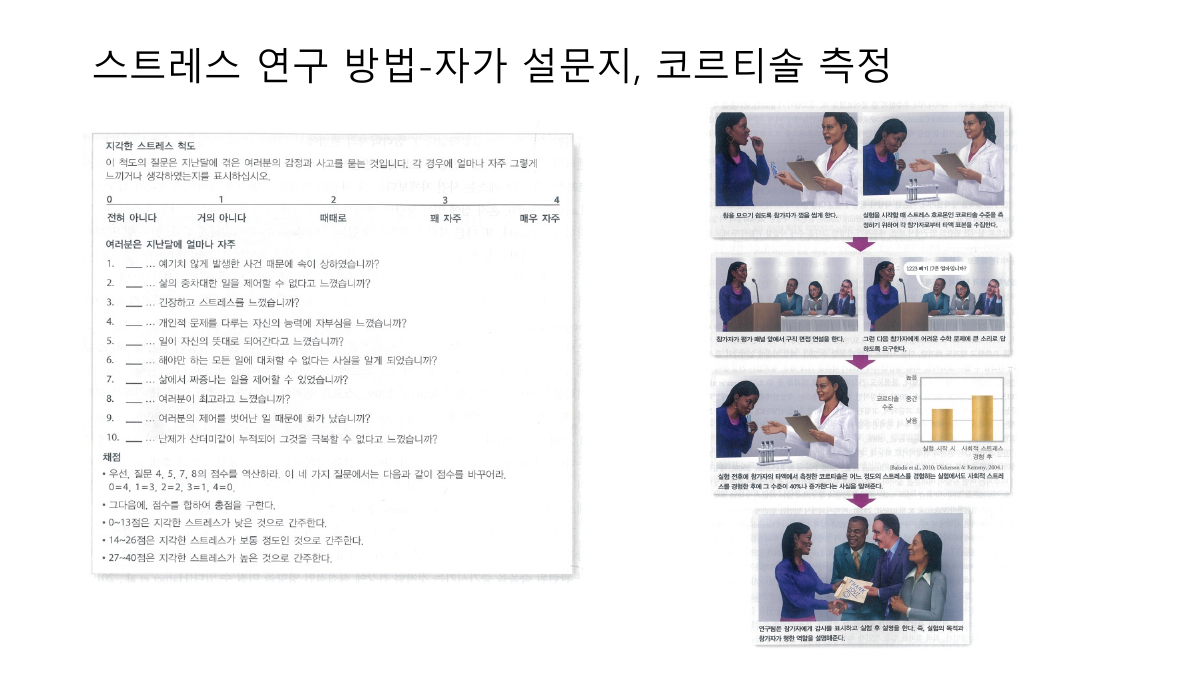 스트레스 연구 방법-자가 설문지, 코르티솔 측정
지각한 스트레스 척도
이 척도의 질문은 지난달에 겪은 여러분의 감정과 사고를 묻는 것입니다. 각 경우에 얼마나 자주 그렇게
느끼거나 생각하였는지를 표시하십시오.
0 1 2 3 4
전혀 아니다 거의 아니다 때때로 꽤 자주 매우 자주
여러분은 지난달에 얼마나 자주
1. ___ … 예기치 않게 발생한 사건 때문에 속이 상하였습니까?
2. ___ … 삶의 중차대한 일을 제어할 수 없다고 느꼈습니까?
3. ___ … 긴장하고 스트레스를 느꼈습니까?
4. ___ … 개인적 문제를 다루는 자신의 능력에 자부심을 느꼈습니까?
5. ___ … 일이 자신의 뜻대로 되어간다고 느꼈습니까?
6. ___ … 해야만 하는 모든 일에 대처할 수 없다는 사실을 알게 되었습니까?
7. ___ … 삶에서 짜증나는 일을 제어할 수 있었습니까?
8. ___ … 여러분이 최고라고 느꼈습니까?
9. ___ … 여러분의 제어를 벗어난 일 때문에 화가 났습니까?
10. ___ … 난제가 산더미같이 누적되어 그것을 극복할 수 없다고 느꼈습니까?
채점
• 우선, 질문 4, 5, 7, 8의 점수를 역산하라. 이 네 가지 질문에서는 다음과 같이 점수를 바꾸어라.
0=4, 1=3, 2=2, 3=1, 4=0.
• 그다음에, 점수를 합하여 총점을 구한다.
• 0~13점은 지각한 스트레스가 낮은 것으로 간주한다.
• 14~26점은 지각한 스트레스가 보통 정도인 것으로 간주한다.
• 27~40점은 지각한 스트레스가 높은 것으로 간주한다.
침을 모으기 쉽도록 참가자가 껌을 씹게 한다.
실험을 시작할 때 스트레스 호르몬인 코르티솔 수준을 측
정하기 위하여 각 참가자로부터 타액 표본을 수집한다.
1223 빼기 17은 얼마입니까?
참가자가 평가 패널 앞에서 구직 면접 연설을 한다.
그런 다음 참가자에게 어려운 수학 문제에 큰 소리로 답
하도록 요구한다.
코르티솔
수준
높음
중간
낮음
실험 시작 시 사회적 스트레스
경험 후
(Bakdis et al., 2010; Dickerson & Kemeny, 2004.)
실험 전후에 참가자의 타액에서 측정한 코르티솔은 어느 정도의 스트레스를 경험하는 실험에서도 사회적 스트레
스를 경험한 후에 그 수준이 40%나 증가한다는 사실을 알려준다.
THANK YOU!
연구팀은 참가자에게 감사를 표시하고 실험 후 설명을 한다. 즉, 실험의 목적과
참가자가 행한 역할을 설명해준다.